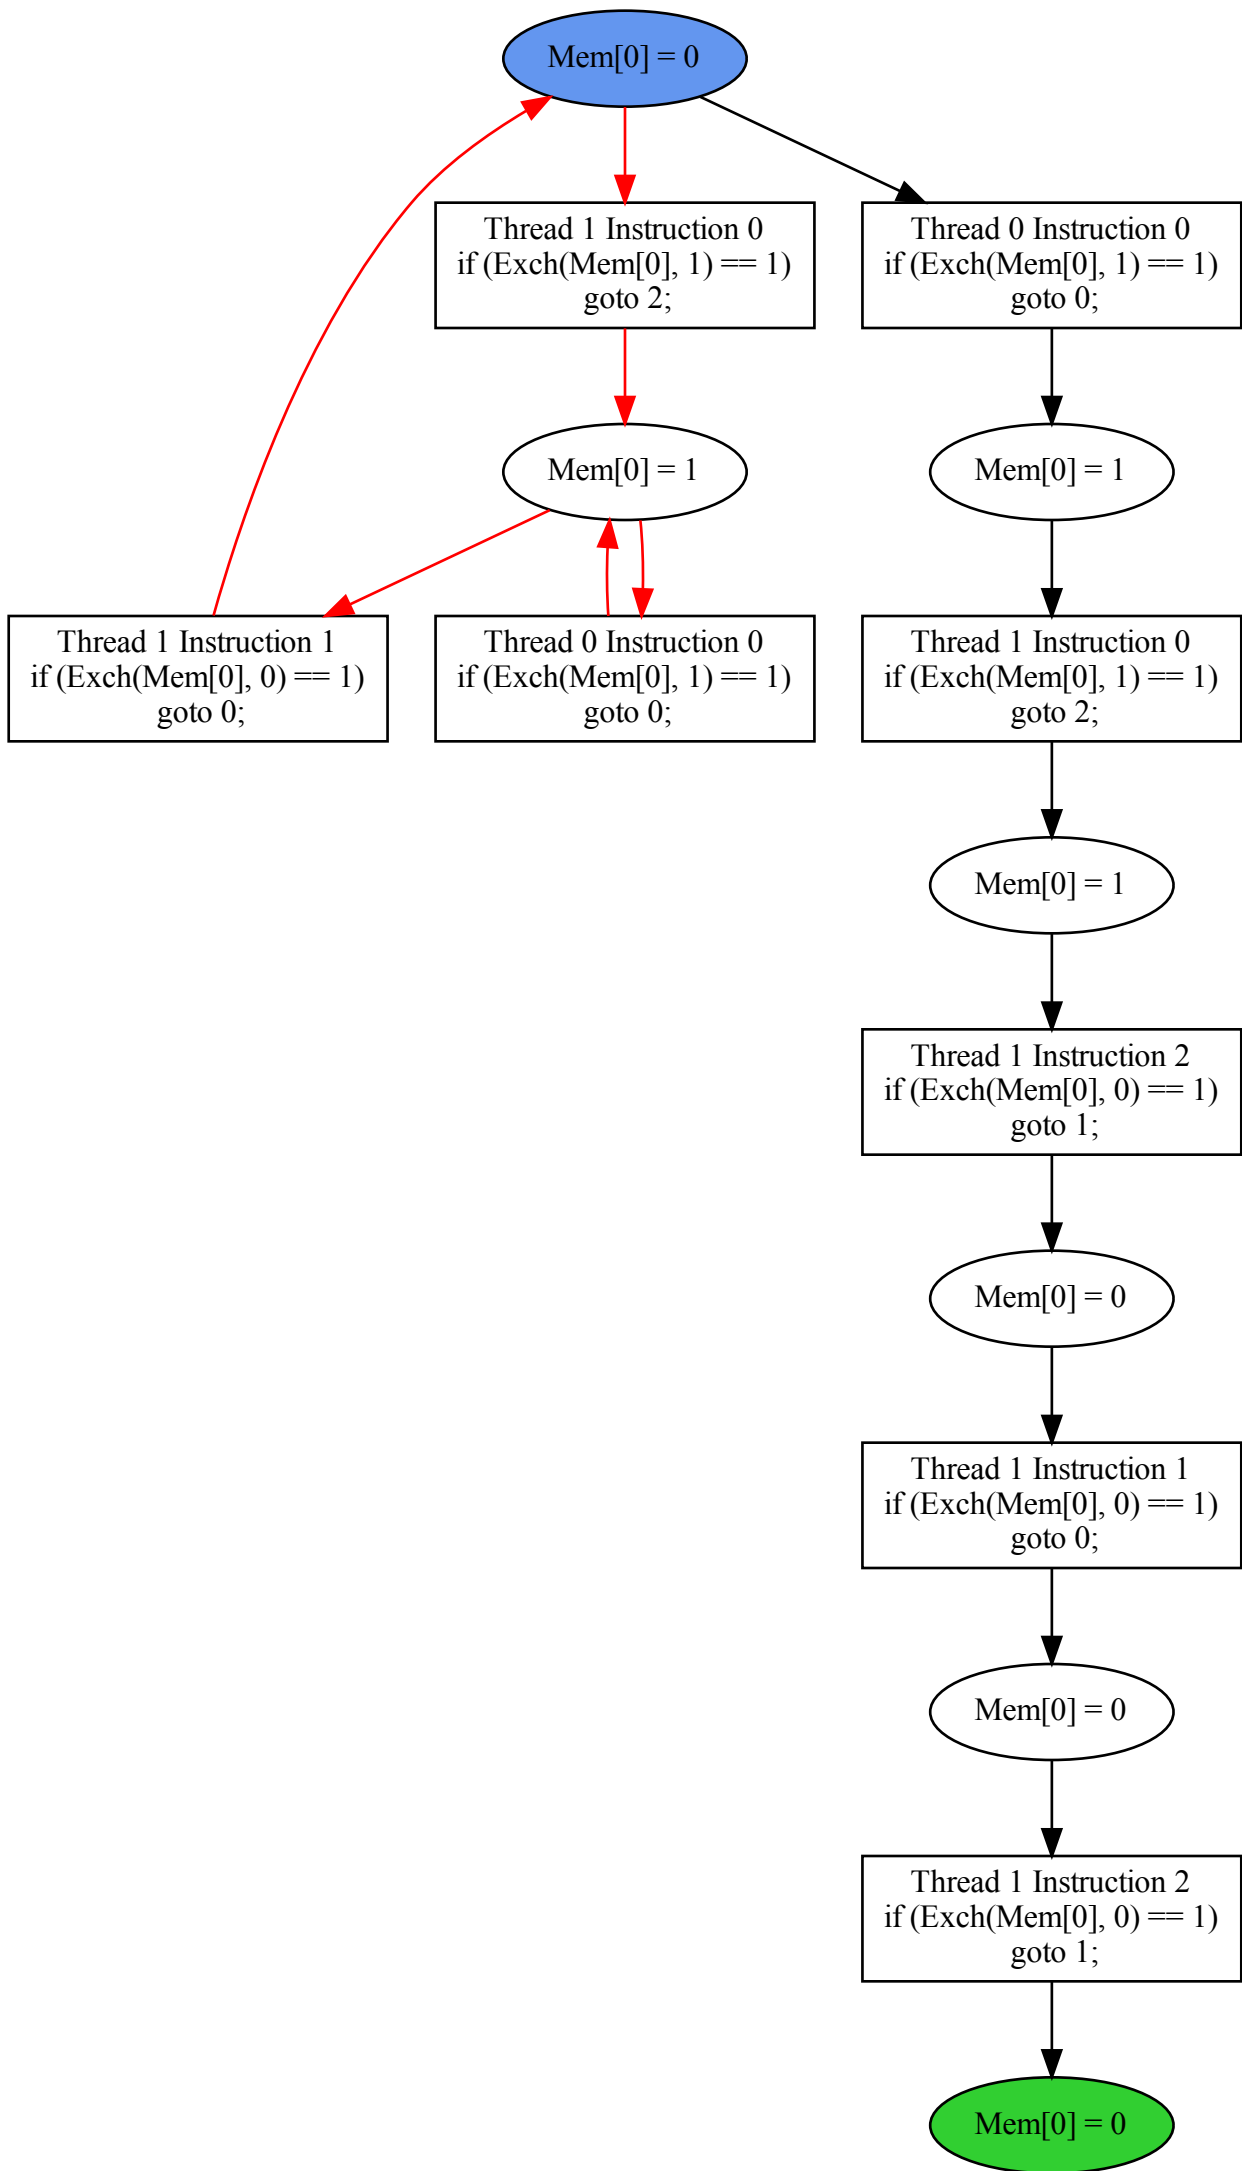 Mem[0] = 0
Thread 1 Instruction 0
if (Exch(Mem[0], 1) == 1)
goto 2;
Thread 0 Instruction 0
if (Exch(Mem[0], 1) == 1)
goto 0;
Mem[0] = 1
Mem[0] = 1
Thread 1 Instruction 1
if (Exch(Mem[0], 0) == 1)
goto 0;
Thread 0 Instruction 0
if (Exch(Mem[0], 1) == 1)
goto 0;
Thread 1 Instruction 0
if (Exch(Mem[0], 1) == 1)
goto 2;
Mem[0] = 1
Thread 1 Instruction 2
if (Exch(Mem[0], 0) == 1)
goto 1;
Mem[0] = 0
Thread 1 Instruction 1
if (Exch(Mem[0], 0) == 1)
goto 0;
Mem[0] = 0
Thread 1 Instruction 2
if (Exch(Mem[0], 0) == 1)
goto 1;
Mem[0] = 0